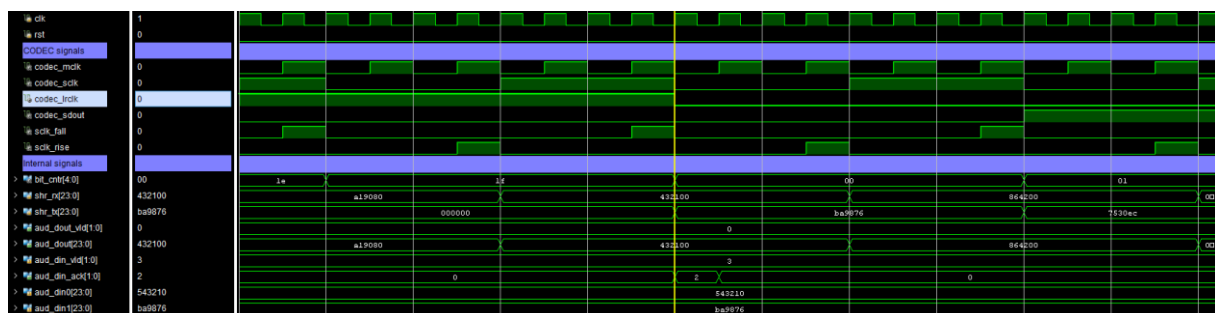 clk 1
rst 0
CODEC signals
codec_mclk 0
codec_sclk 0
codec_lrclk 0
codec_sdout 0
sclk_fall 0
sclk_rise 0
Internal signals
bit_cntr[4:0] 00 1e 1f 00 01
shr_rx[23:0] 432100 a19080 432100 864200
shr_tx[23:0] ba9876 000000 ba9876 7530ec
aud_dout_vld[1:0] 0 0
aud_dout[23:0] 432100 a19080 432100 864200
aud_din_vld[1:0] 3 3
aud_din_ack[1:0] 2 0 2 0
aud_din0[23:0] 543210 543210
aud_din1[23:0] ba9876 ba9876